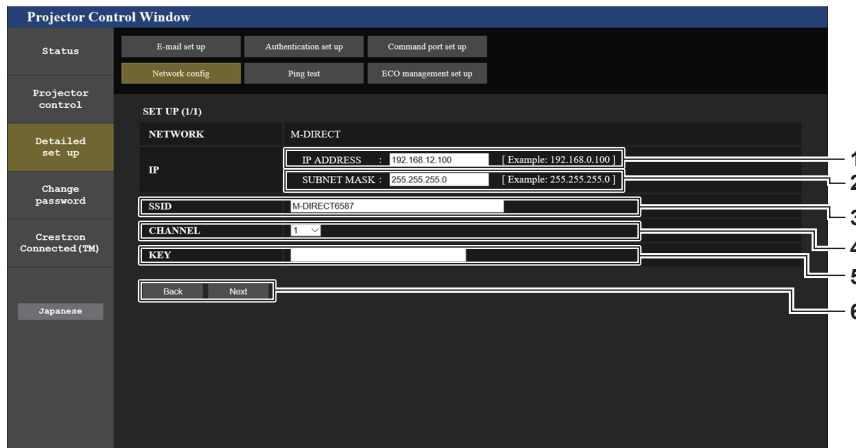 Projector Control Window
Status
E-mail set up
Authentication set up
Command port set up
Network config
Ping test
ECO management set up
Projector
control
Detailed
set up
Change
password
Crestron
Connected(TM)
Japanese
SET UP (1/1)
NETWORK M-DIRECT
IP
IP ADDRESS : 192.168.12.100 [ Example: 192.168.0.100 ] 1
SUBNET MASK : 255.255.255.0 [ Example: 255.255.255.0 ] 2
SSID M-DIRECT6587 3
CHANNEL 1 4
KEY 5
Back Next 6